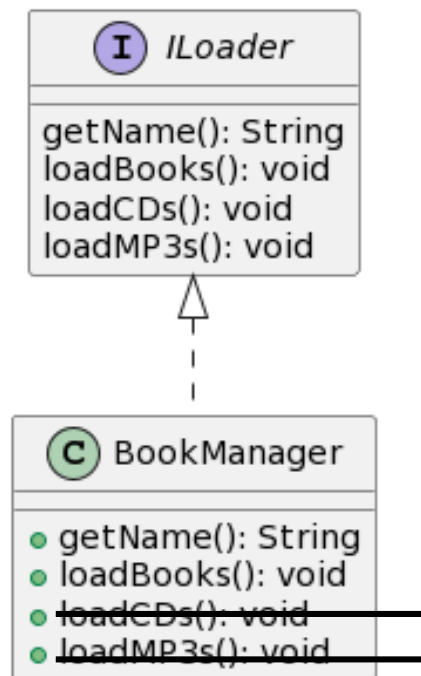 I ILoader
getName(): String
loadBooks(): void
loadCDs(): void
loadMP3s(): void
C BookManager
getName(): String
loadBooks(): void
loadCDs(): void
loadMP3s(): void